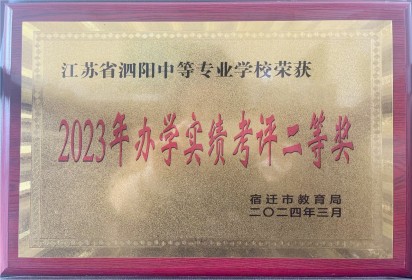 江苏省泗阳中等专业学校荣获
2023年办学实绩考评二等奖
宿迁市教育局
二〇二四年三月